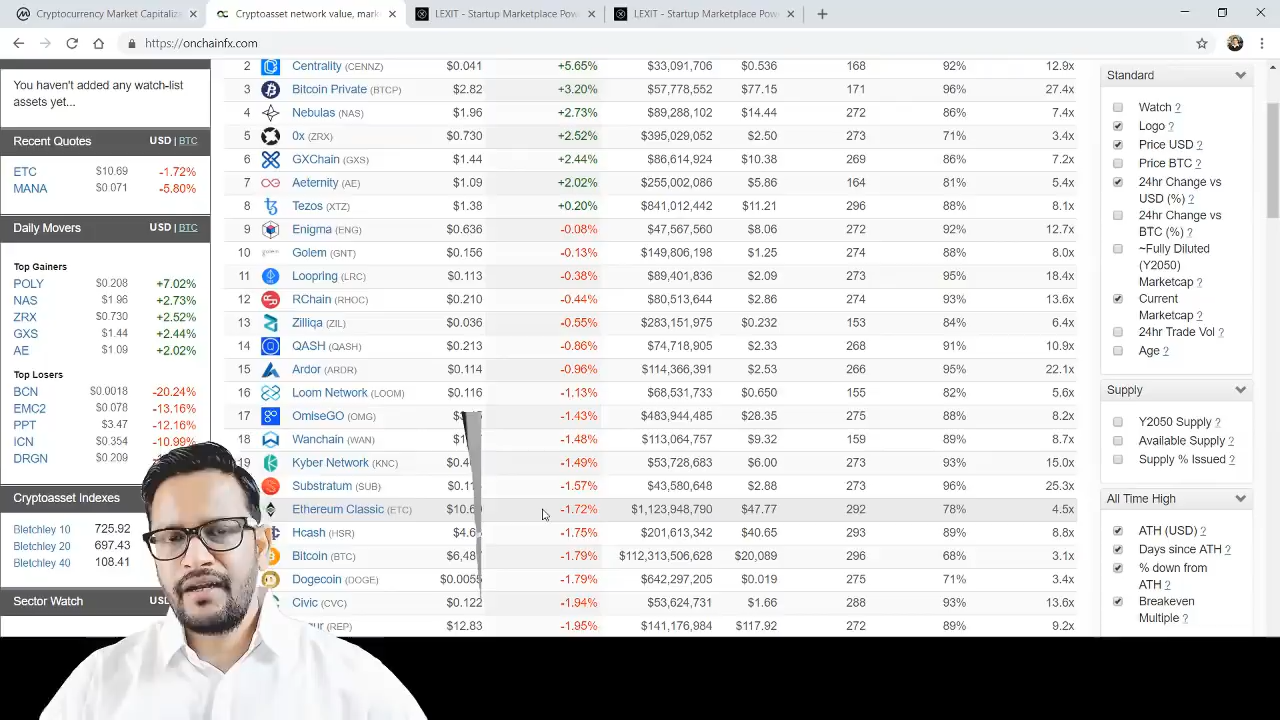 Cryptocurrency Market Capitaliz
Cryptoasset network value, mark
LEXIT - Startup Marketplace Pow
LEXIT - Startup Marketplace Pow
https://onchainfx.com
You haven't added any watch-list
assets yet...
Recent Quotes USD | BTC
ETC $10.69 -1.72%
MANA $0.071 -5.80%
Daily Movers USD | BTC
Top Gainers
POLY $0.208 +7.02%
NAS $1.96 +2.73%
ZRX $0.730 +2.52%
GXS $1.44 +2.44%
AE $1.09 +2.02%
Top Losers
BCN $0.0018 -20.24%
EMC2 $0.078 -13.16%
PPT $3.47 -12.16%
ICN $0.354 -10.99%
DRGN $0.209
Cryptoasset Indexes
Bletchley 10 725.92
Bletchley 20 697.43
Bletchley 40 108.41
Sector Watch
2 Centrality (CENNZ) $0.041 +5.65% $33,091,706 $0.536 168 92% 12.9x
3 Bitcoin Private (BTCP) $2.82 +3.20% $57,778,552 $77.15 171 96% 27.4x
4 Nebulas (NAS) $1.96 +2.73% $89,288,102 $14.44 272 86% 7.4x
5 0x (ZRX) $0.730 +2.52% $395,029,032 $2.50 273 71% 3.4x
6 GXChain (GXS) $1.44 +2.44% $86,614,924 $10.38 269 86% 7.2x
7 Aeternity (AE) $1.09 +2.02% $255,002,086 $5.86 164 81% 5.4x
8 Tezos (XTZ) $1.38 +0.20% $841,012,442 $11.21 296 88% 8.1x
9 Enigma (ENG) $0.636 -0.00% $47,567,560 $8.06 272 92% 12.7x
10 Golem (GNT) $0.156 -0.13% $149,806,198 $1.25 274 88% 8.0x
11 Loopring (LRC) $0.113 -0.38% $89,401,836 $2.09 273 95% 18.4x
12 RChain (RHOC) $0.210 -0.44% $2.86 274 93% 13.6x
13 Zilliqa (ZIL) $0.036 -0.55% $283,151,975 $0.232 153 84% 6.4x
14 QASH (QASH) $0.213 -0.86% $74,718,905 $2.33 268 91% 10.9x
15 Ardor (ARDR) $0.114 -0.96% $114,366,391 $2.53 266 95% 22.1x
16 Loom Network (LOOM) $0.116 -1.13% $68,531,733 $0.650 155 82% 5.6x
17 OmiseGO (OMG) -1.43% $483,944,485 $28.35 275 88% 8.2x
18 Wanchain (WAN) -1.48% $9.32 159 89% 8.7x
19 Kyber Network (KNC) -1.49% $53,728,683 $6.00 273 93% 15.0x
Substratum (SUB) -1.57% $43,580,648 $2.88 273 96% 25.3x
Ethereum Classic (ETC) -1.72% $1,123,948,790 $47.77 292 78% 4.5x
Hcash (HSR) -1.75% $201,613,342 $40.65 293 89% 8.8x
Bitcoin (BTC) -1.79% $112,313,506,623 $20,089 296 68% 3.1x
Dogecoin (DOGE) -1.79% $0.019 275 71% 3.4x
Civic (CVC) $0.122 -1.94% $53,624,731 $1.66 288 93% 13.6x
(REP) $12.83 -1.95% $141,176,984 $117.92 272 89% 9.2x
Standard
Watch ?
Logo ?
Price USD ?
Price BTC ?
24hr Change vs
USD (%) ?
24hr Change vs
BTC (%) ?
~Fully Diluted
(Y2050)
Marketcap ?
Current
Marketcap ?
24hr Trade Vol ?
Age ?
Supply
Y2050 Supply ?
Available Supply ?
Supply % Issued ?
All Time High
ATH (USD) ?
Days since ATH ?
% down from
ATH ?
Breakeven
Multiple ?